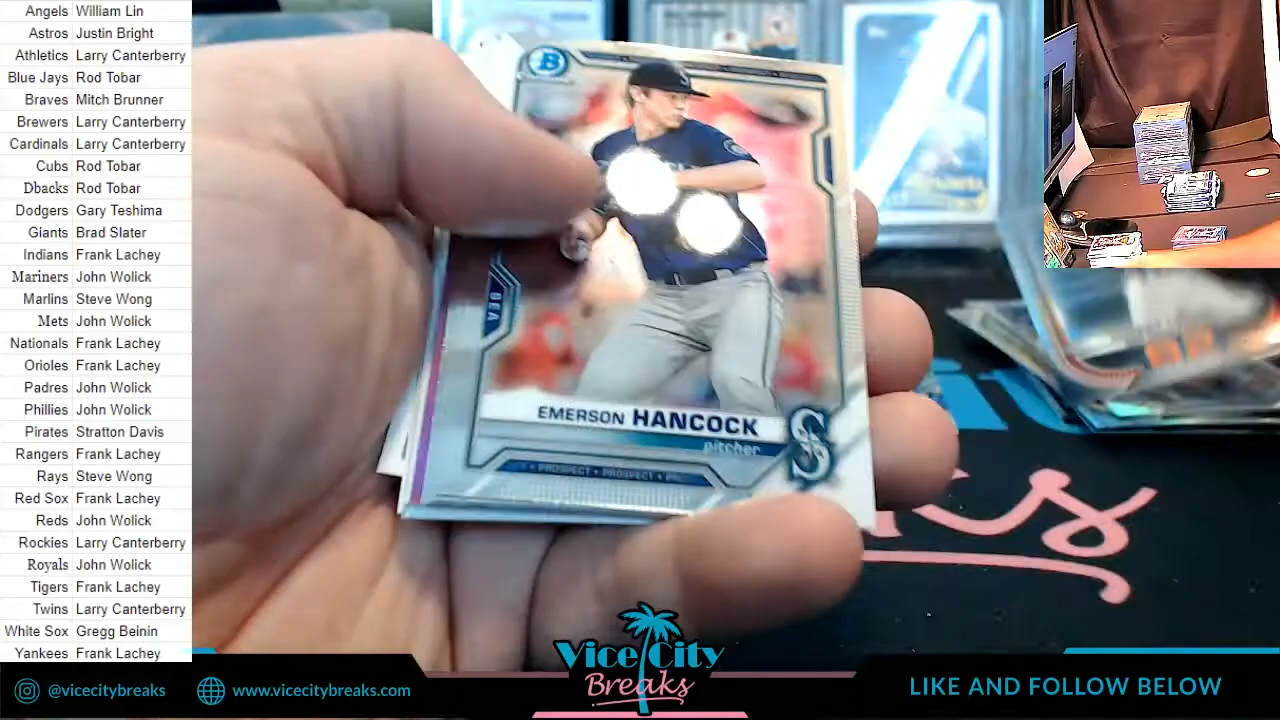 Angels William Lin
Astros Justin Bright
Athletics Larry Canterberry
Blue Jays Rod Tobar
Braves Mitch Brunner
Brewers Larry Canterberry
Cardinals Larry Canterberry
Cubs Rod Tobar
Dbacks Rod Tobar
Dodgers Gary Teshima
Giants Brad Slater
Indians Frank Lachey
Mariners John Wolick
Marlins Steve Wong
Mets John Wolick
Nationals Frank Lachey
Orioles Frank Lachey
Padres John Wolick
Phillies John Wolick
Pirates Stratton Davis
Rangers Frank Lachey
Rays Steve Wong
Red Sox Frank Lachey
Reds John Wolick
Rockies Larry Canterberry
Royals John Wolick
Tigers Frank Lachey
Twins Larry Canterberry
White Sox Gregg Beinin
Yankees Frank Lachey
B
SEA
EMERSON HANCOCK
pitcher
PROSPECT • PROSPECT
S
Vice City
Breaks
@vicecitybreaks
www.vicecitybreaks.com
LIKE AND FOLLOW BELOW